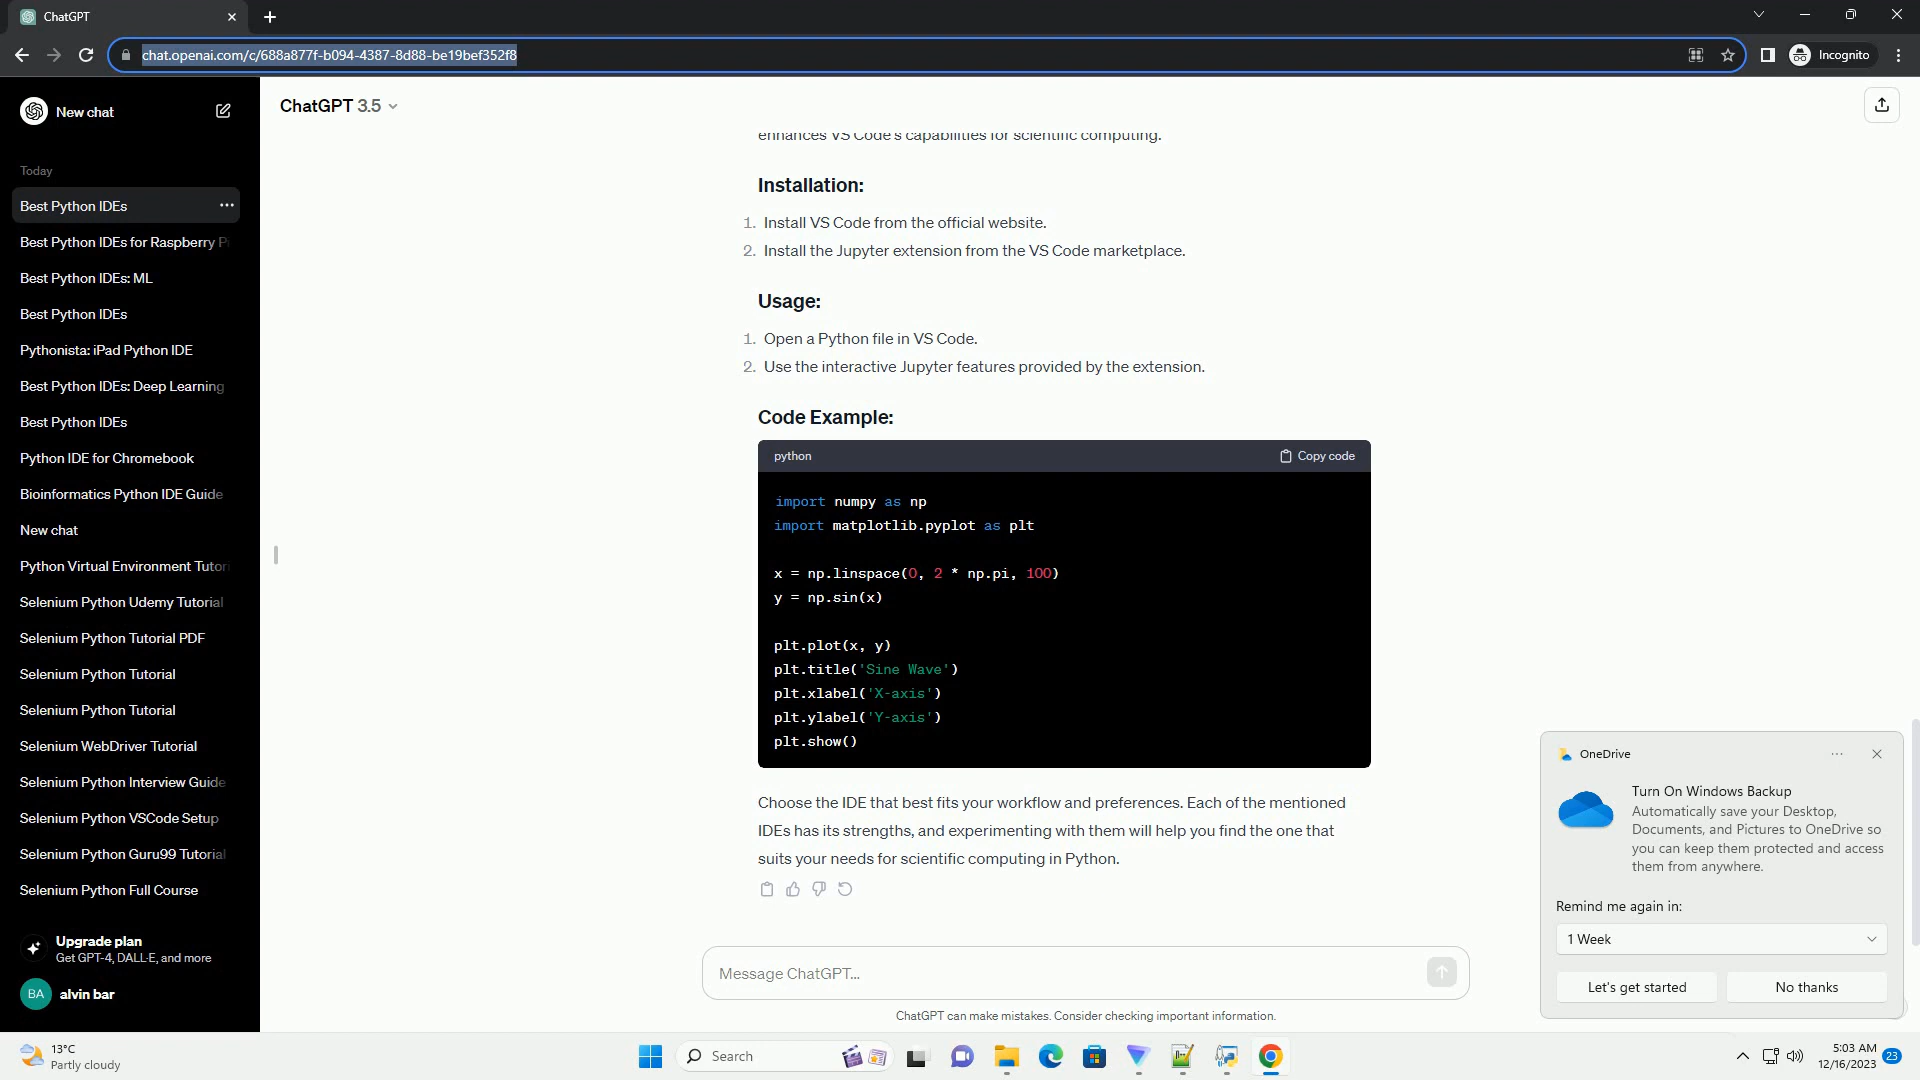 ChatGPT
chat.openai.com/c/688a877f-b094-4387-8d88-be19bef352f8
Incognito
New chat
Today
Best Python IDEs
Best Python IDEs for Raspberry Pi
Best Python IDEs: ML
Best Python IDEs
Pythonista: iPad Python IDE
Best Python IDEs: Deep Learning
Best Python IDEs
Python IDE for Chromebook
Bioinformatics Python IDE Guide
New chat
Python Virtual Environment Tutor
Selenium Python Udemy Tutorial
Selenium Python Tutorial PDF
Selenium Python Tutorial
Selenium Python Tutorial
Selenium WebDriver Tutorial
Selenium Python Interview Guide
Selenium Python VSCode Setup
Selenium Python Guru99 Tutorial
Selenium Python Full Course
Upgrade plan
Get GPT-4, DALL·E, and more
BA alvin bar
ChatGPT 3.5
enhances VS Code's capabilities for scientific computing.
Installation:
1. Install VS Code from the official website.
2. Install the Jupyter extension from the VS Code marketplace.
Usage:
1. Open a Python file in VS Code.
2. Use the interactive Jupyter features provided by the extension.
Code Example:
python Copy code
import numpy as np
import matplotlib.pyplot as plt
x = np.linspace(0, 2 * np.pi, 100)
y = np.sin(x)
plt.plot(x, y)
plt.title('Sine Wave')
plt.xlabel('X-axis')
plt.ylabel('Y-axis')
plt.show()
Choose the IDE that best fits your workflow and preferences. Each of the mentioned
IDEs has its strengths, and experimenting with them will help you find the one that
suits your needs for scientific computing in Python.
Message ChatGPT...
ChatGPT can make mistakes. Consider checking important information.
OneDrive
Turn On Windows Backup
Automatically save your Desktop,
Documents, and Pictures to OneDrive so
you can keep them protected and access
them from anywhere.
Remind me again in:
1 Week
Let's get started No thanks
13°C
Partly cloudy
Search
5:03 AM
12/16/2023
23